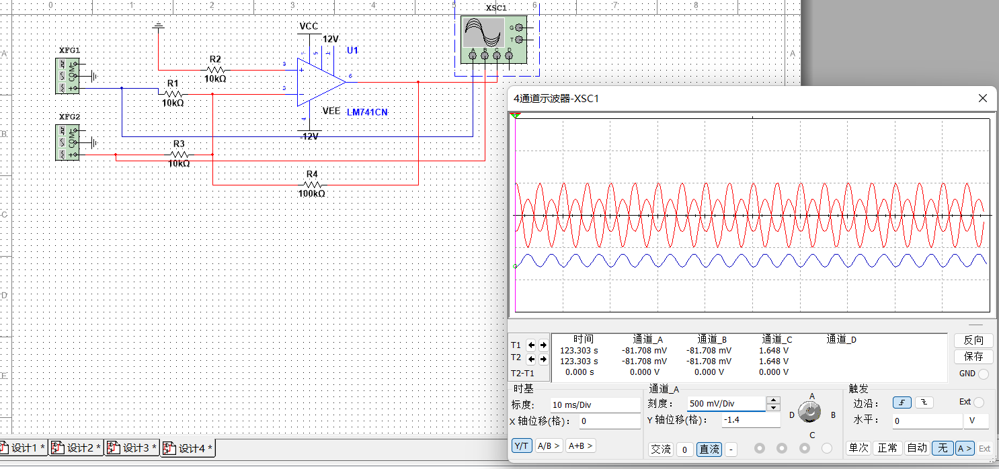 0 1 2 3 4 5 6 7 8
XSC1
VCC
12V
G
T
A B C D
A
A
U1
XFG1
R2
3
10kΩ
COM
+
R1
10kΩ
2
6
VEE LM741CN
4
-12V
XFG2
COM
+
R3
10kΩ
R4
100kΩ
B
C
D
E
4通道示波器-XSC1
时间 通道_A 通道_B 通道_C 通道_D
T1 123.303 s -81.708 mV -81.708 mV 1.648 V
T2 123.303 s -81.708 mV -81.708 mV 1.648 V
T2-T1 0.000 s 0.000 V 0.000 V 0.000 V
反向
保存
GND
时基
标度: 10 ms/Div
X 轴位移(格): 0
Y/T A/B > A+B >
通道_A
刻度: 500 mV/Div
Y 轴位移(格): -1.4
交流 0 直流 -
A
D B
C
触发
边沿: Ext
水平: 0 V
单次 正常 自动 无 A > Ext
设计1 * 设计2 * 设计3 * 设计4 *